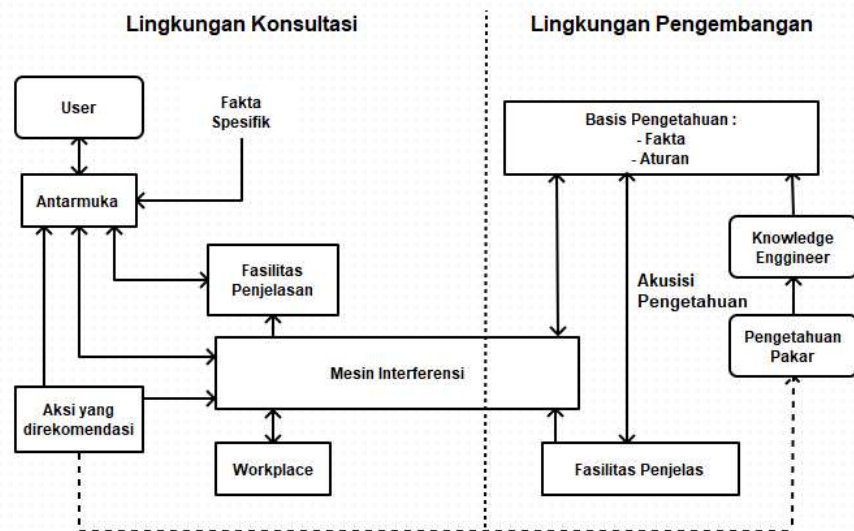 Lingkungan Konsultasi
Lingkungan Pengembangan
User
Fakta
Spesifik
Basis Pengetahuan :
- Fakta
- Aturan
Antarmuka
Knowledge
Enggineer
Fasilitas
Penjelasan
Akusisi
Pengetahuan
Pengetahuan
Pakar
Mesin Interferensi
Aksi yang
direkomendasi
Workplace
Fasilitas Penjelas